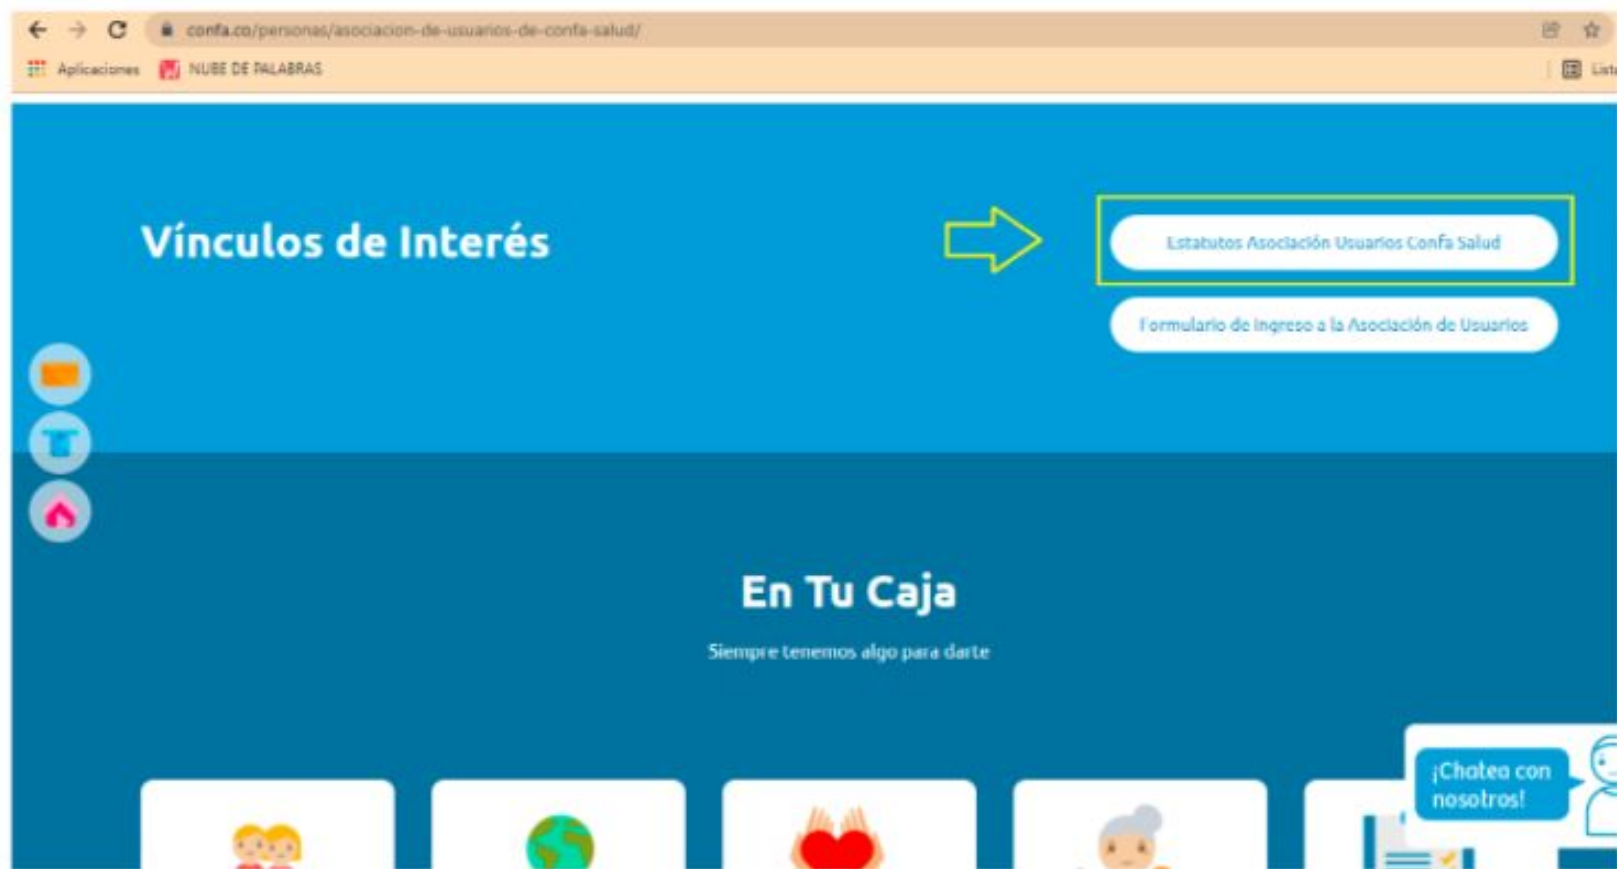 confa.co/personas/asociacion-de-usuarios-de-confa-salud/
Aplicaciones NUBE DE PALABRAS
Vínculos de Interés
Estatutos Asociación Usuarios Confa Salud
Formulario de Ingreso a la Asociación de Usuarios
En Tu Caja
Siempre tenemos algo para darte
¡Chatea con
nosotros!